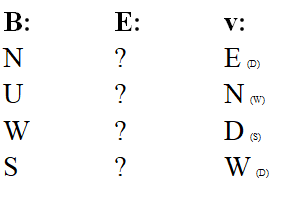 B: E: v:
N ? E (D)
U ? N (W)
W ? D (S)
S ? W (D)